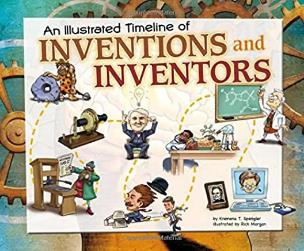 An Illustrated Timeline of
INVENTIONS and
INVENTORS
by Kremena T. Spengler
illustrated by Rick Morgan